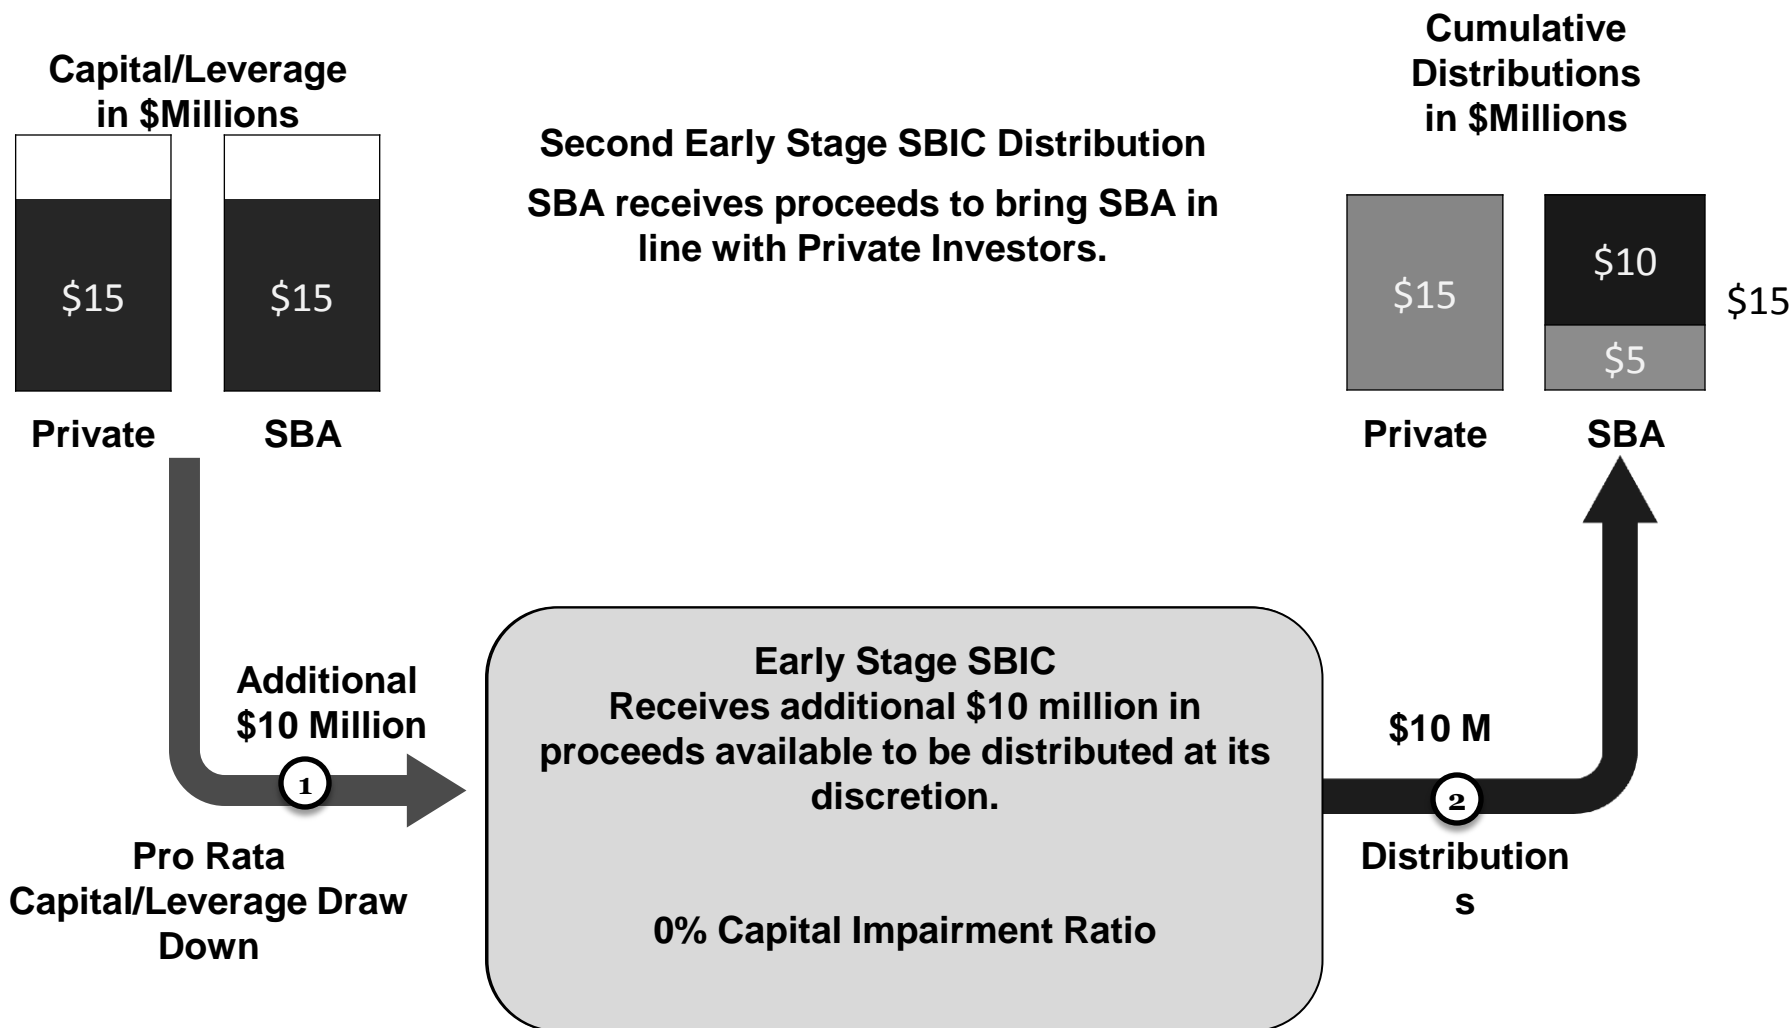 Capital/Leverage
in $Millions
$15
$15
Private
SBA
Second Early Stage SBIC Distribution
SBA receives proceeds to bring SBA in
line with Private Investors.
Cumulative
Distributions
in $Millions
$15
$10
$5
$15
Private
SBA
Additional
$10 Million
1
Pro Rata
Capital/Leverage Draw
Down
Early Stage SBIC
Receives additional $10 million in
proceeds available to be distributed at its
discretion.
0% Capital Impairment Ratio
$10 M
2
Distribution
s